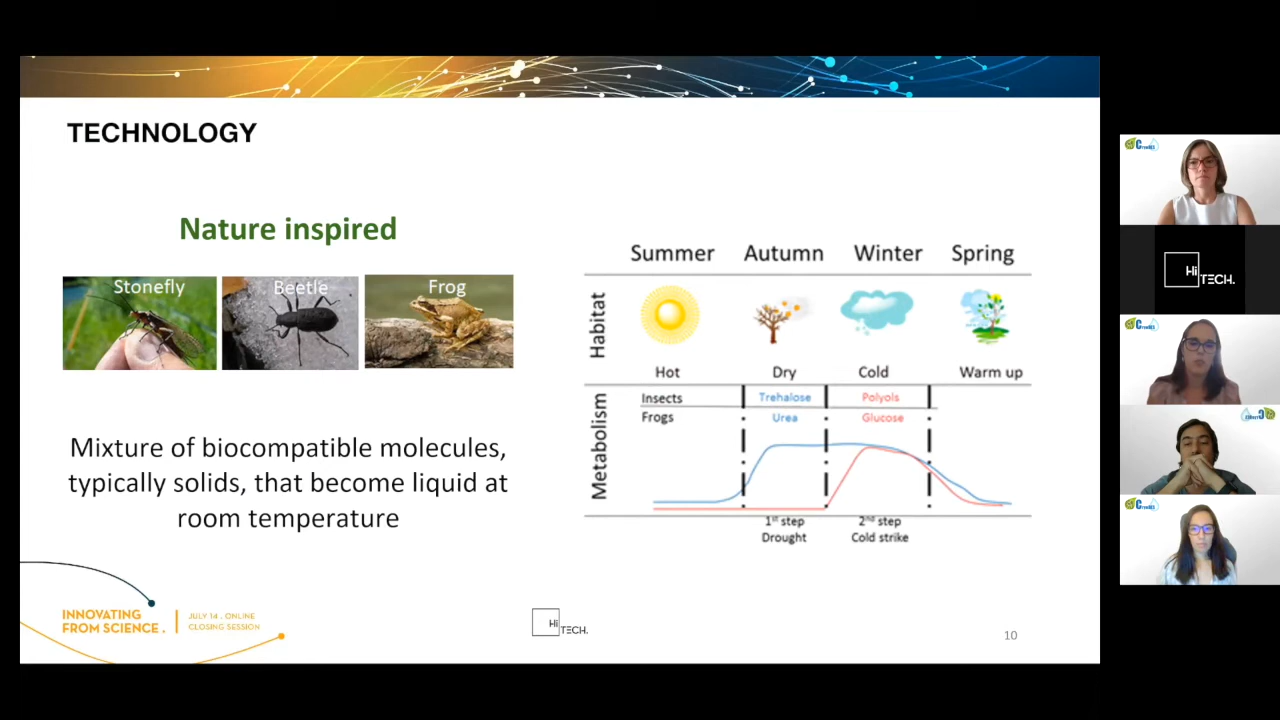 TECHNOLOGY
Nature inspired
Stonefly
Beetle
Frog
Mixture of biocompatible molecules,
typically solids, that become liquid at
room temperature
Summer Autumn Winter Spring
Habitat
Hot Dry Cold Warm up
Metabolism
Insects Trehalose Polyols
Frogs Urea Glucose
1st step 2nd step
Drought Cold strike
INNOVATING
FROM SCIENCE.
JULY 14 . ONLINE
CLOSING SESSION
Hi
TECH.
10
Hi
TECH.